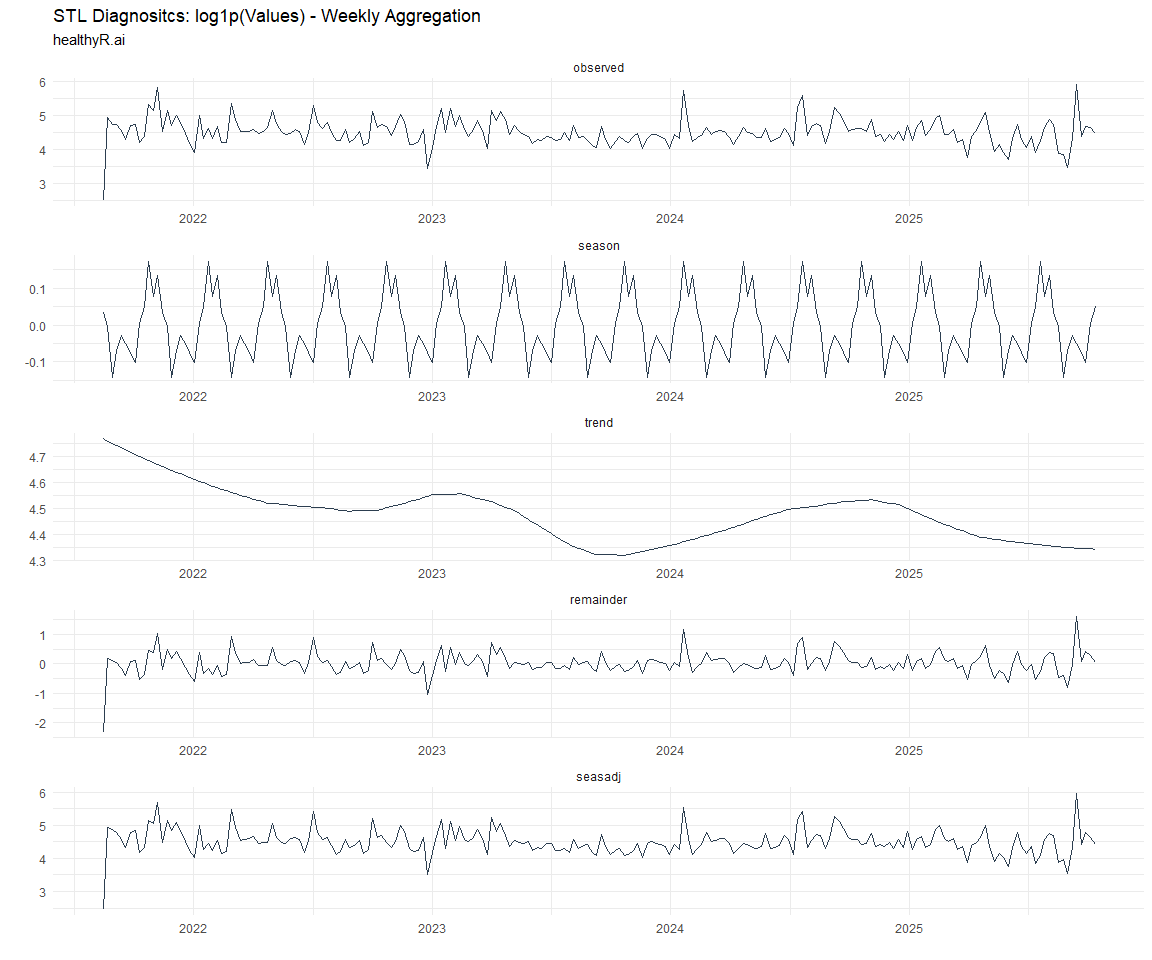 STL Diagnositcs: log1p(Values) - Weekly Aggregation
healthyR.ai
observed
6
5
4
3
2022 2023 2024 2025
season
0.1
0.0
-0.1
2022 2023 2024 2025
trend
4.7
4.6
4.5
4.4
4.3
2022 2023 2024 2025
remainder
1
0
-1
-2
2022 2023 2024 2025
seasadj
6
5
4
3
2022 2023 2024 2025